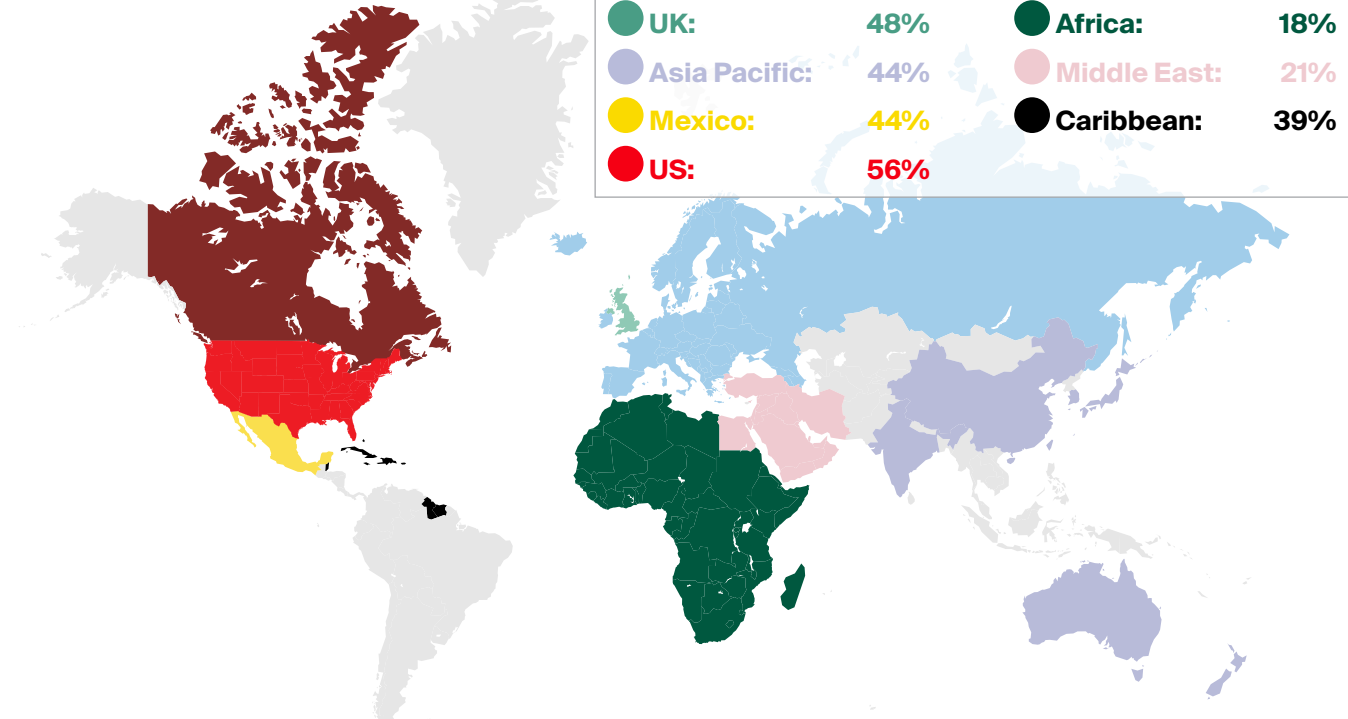 UK: 48%
Asia Pacific: 44%
Mexico: 44%
US: 56%
Africa: 18%
Middle East: 21%
Caribbean: 39%